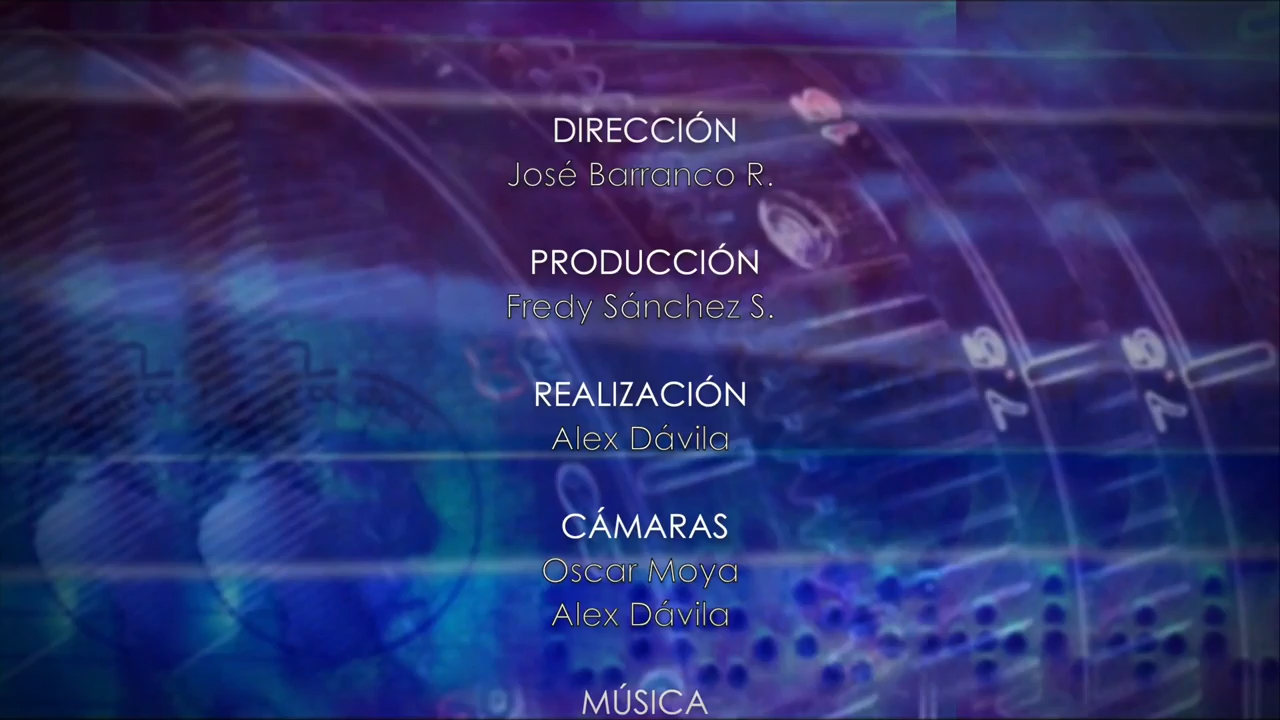 DIRECCIÓN
José Barranco R.
PRODUCCIÓN
Fredy Sánchez S.
REALIZACIÓN
Alex Dávila
CÁMARAS
Oscar Moya
Alex Dávila
MÚSICA